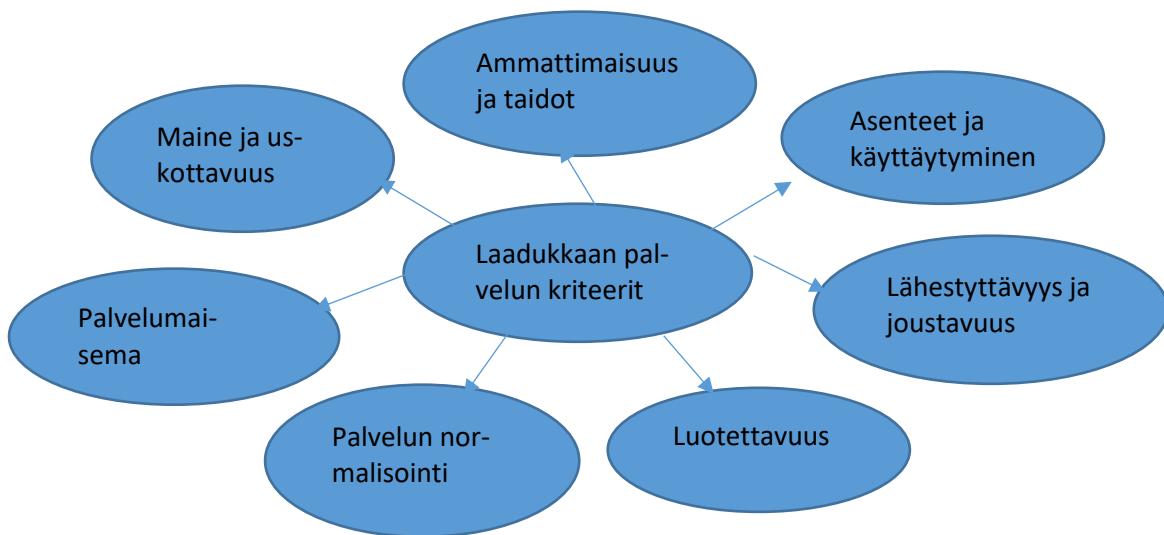 Ammattimaisuus
ja taidot
Maine ja us-
kottavuus
Asenteet ja
käyttäytyminen
Laadukkaan pal-
velun kriteerit
Lähestyttävyys ja
joustavuus
Palvelumai-
sema
Palvelun nor-
malisointi
Luotettavuus